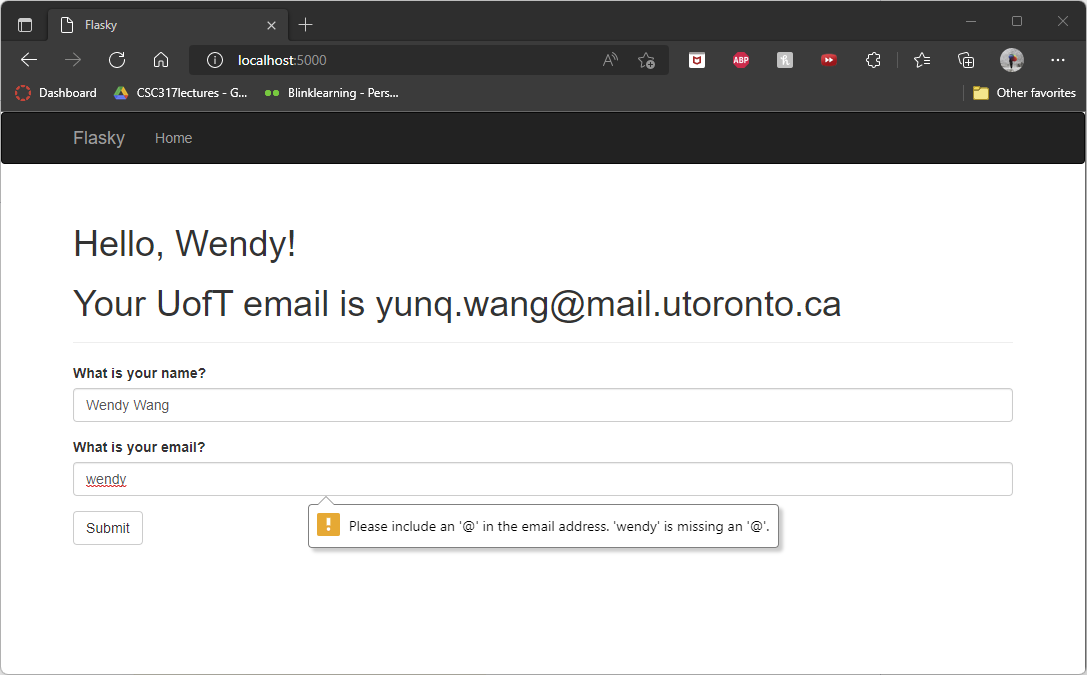 Flasky
localhost:5000
ABP
Dashboard
CSC317lectures - G...
Blinklearning - Pers...
Other favorites
Flasky Home
Hello, Wendy!
Your UofT email is yunq.wang@mail.utoronto.ca
What is your name?
Wendy Wang
What is your email?
wendy
Please include an '@' in the email address. 'wendy' is missing an '@'.
Submit